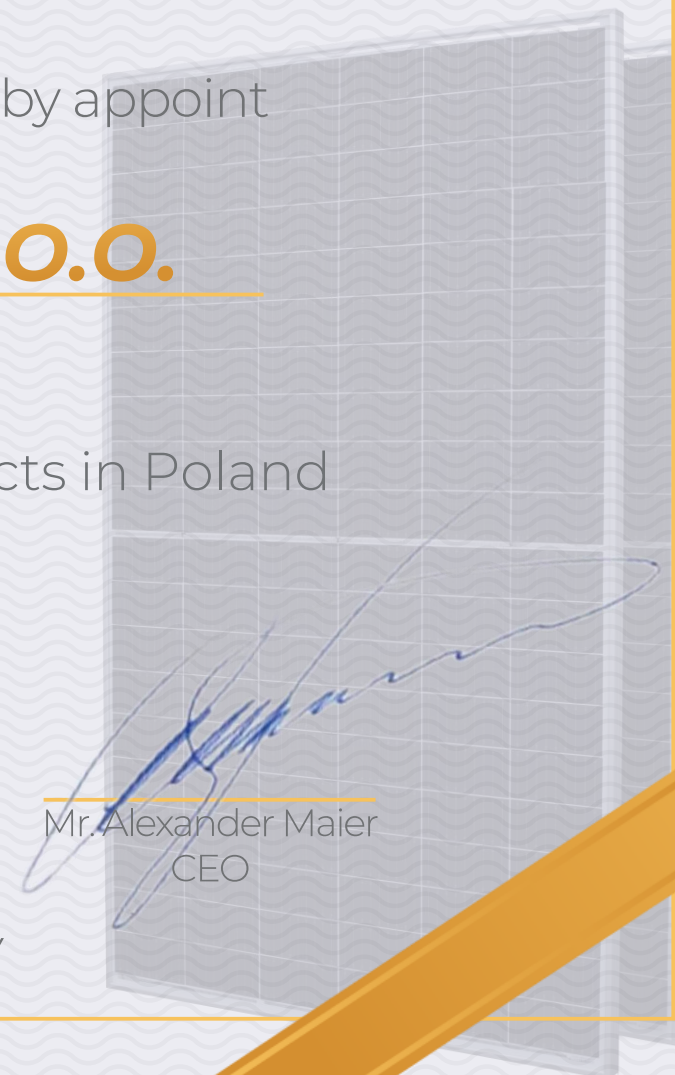 by appoint
o.o.
cts in Poland
Mr. Alexander Maier
CEO